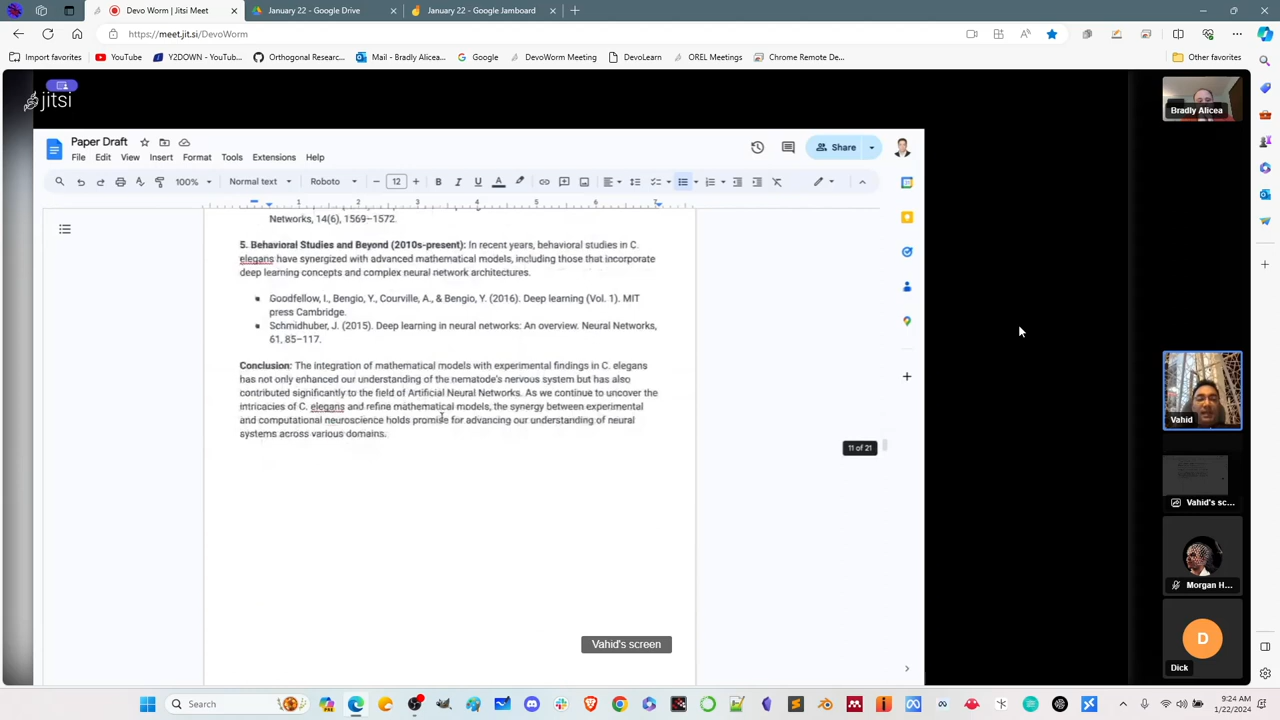 Devo Worm | Jitsi Meet
January 22 - Google Drive
January 22 - Google Jamboard
https://meet.jit.si/DevoWorm
Import favorites
YouTube
Y2DOWN - YouTub...
Orthogonal Researc...
Mail - Bradly Alicea...
Google
DevoWorm Meeting
DevoLearn
OREL Meetings
Chrome Remote De...
Other favorites
jitsi
Bradly Alicea
Paper Draft
File Edit View Insert Format Tools Extensions Help
Share
100% Normal text Roboto 12
1 2 3 4 5 6 7
Networks, 14(6), 1569–1572.
5. Behavioral Studies and Beyond (2010s-present): In recent years, behavioral studies in C.
elegans have synergized with advanced mathematical models, including those that incorporate
deep learning concepts and complex neural network architectures.
Goodfellow, I., Bengio, Y., Courville, A., & Bengio, Y. (2016). Deep learning (Vol. 1). MIT
press Cambridge.
Schmidhuber, J. (2015). Deep learning in neural networks: An overview. Neural Networks,
61, 85–117.
Conclusion: The integration of mathematical models with experimental findings in C. elegans
has not only enhanced our understanding of the nematode's nervous system but has also
contributed significantly to the field of Artificial Neural Networks. As we continue to uncover the
intricacies of C. elegans and refine mathematical models, the synergy between experimental
and computational neuroscience holds promise for advancing our understanding of neural
systems across various domains.
11 of 21
Vahid
Vahid's sc...
Morgan H...
D
Dick
Vahid's screen
Search
9:24 AM
1/22/2024